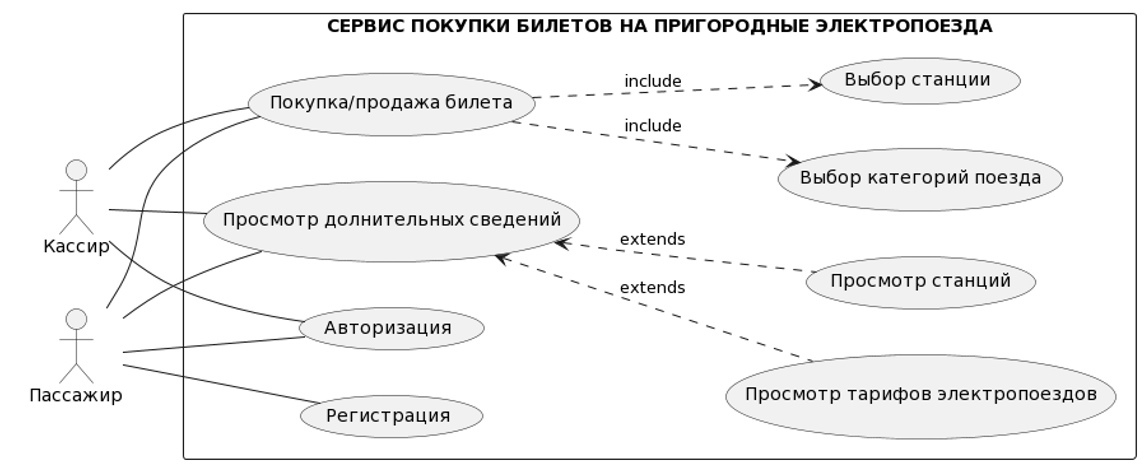 СЕРВИС ПОКУПКИ БИЛЕТОВ НА ПРИГОРОДНЫЕ ЭЛЕКТРОПОЕЗДА
Покупка/продажа билета
include
Выбор станции
include
Выбор категорий поезда
Кассир
Просмотр долнительных сведений
extends
Просмотр станций
extends
Авторизация
Пассажир
Просмотр тарифов электропоездов
Регистрация